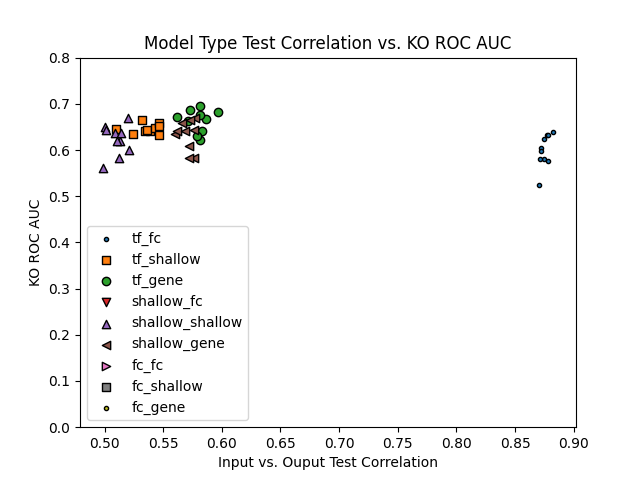 Model Type Test Correlation vs. KO ROC AUC
KO ROC AUC
0.8
0.7
0.6
0.5
0.4
0.3
0.2
0.1
0.0
tf_fc
tf_shallow
tf_gene
shallow_fc
shallow_shallow
shallow_gene
fc_fc
fc_shallow
fc_gene
0.50 0.55 0.60 0.65 0.70 0.75 0.80 0.85 0.90
Input vs. Ouput Test Correlation